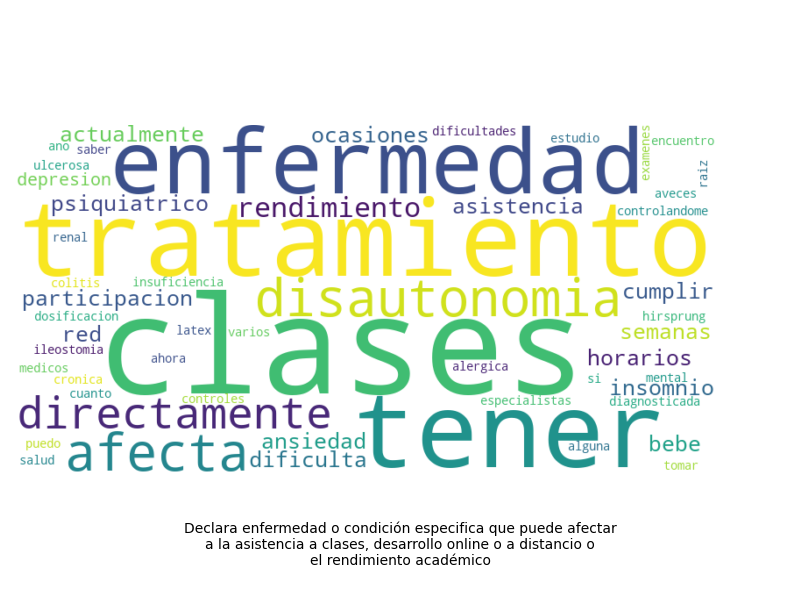 actualmente ocasiones dificultades estudio examenes encuentro
ano saber enfermedad
ulcerosa raiz
depresion aveces
psiquiatrico rendimiento asistencia controlandome
tratamiento
renal
colitis insuficiencia disautonomia cumplir
participacion clases
dosificacion hirsprung
red latex varios semanas
ileostomia ahora alergica horarios
medicos si mental
cronica insomnio
cuanto controles especialistas diagnosticada
directamente tener
puedo afecta ansiedad alguna bebe
salud dificulta tomar
Declara enfermedad o condición especifica que puede afectar
a la asistencia a clases, desarrollo online o a distancio o
el rendimiento académico